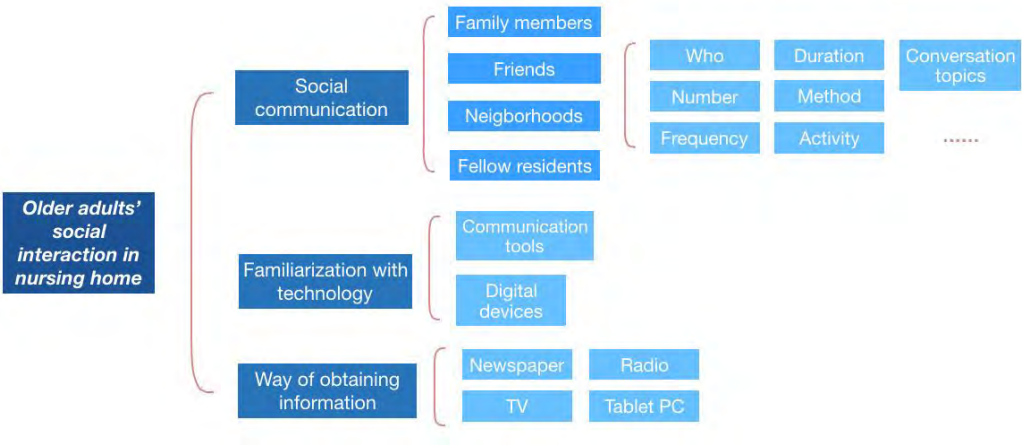 Older adults’
social
interaction in
nursing home
Social
communication
Family members
Friends
Neigborhoods
Fellow residents
Who
Number
Frequency
Duration
Method
Activity
Conversation
topics
......
Familiarization with
technology
Communication
tools
Digital
devices
Way of obtaining
information
Newspaper
Radio
TV
Tablet PC